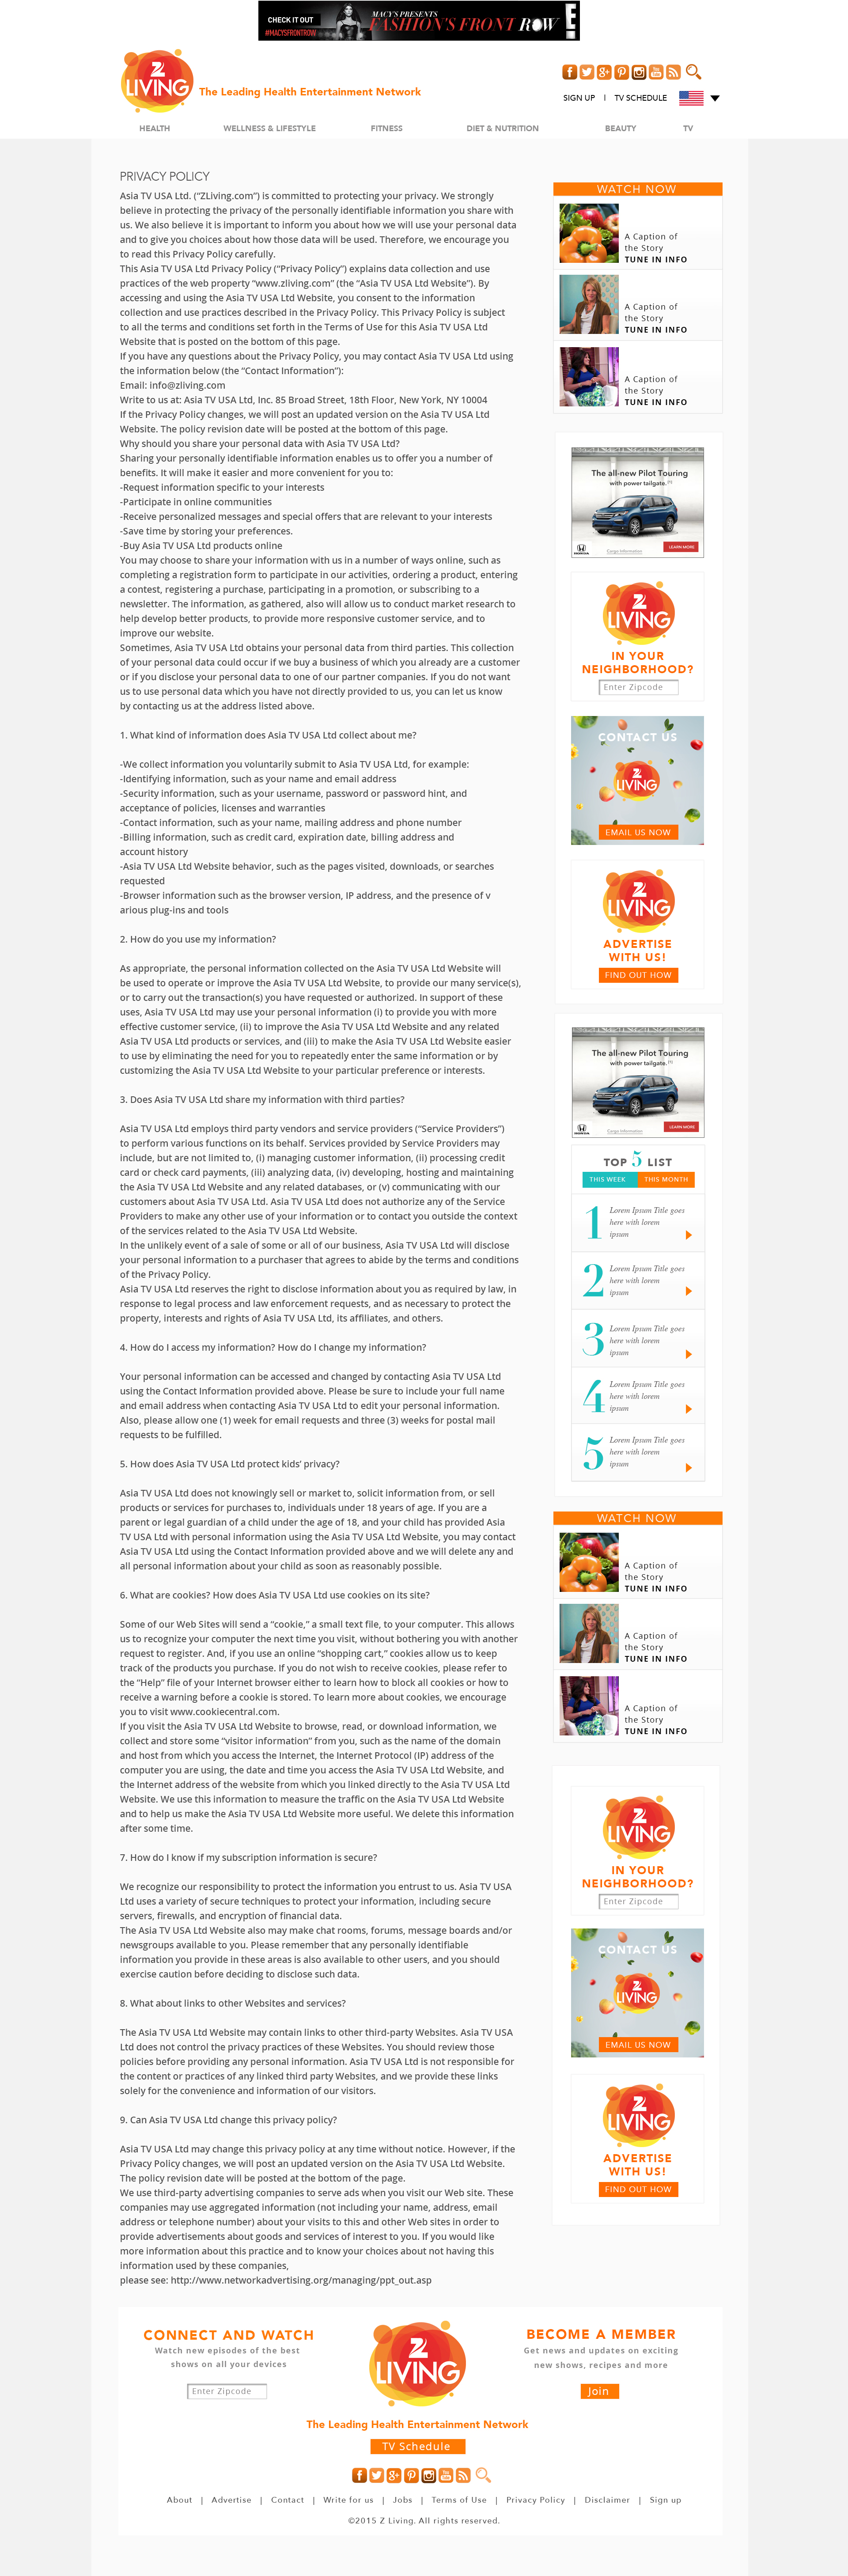 CHECK IT OUT
#MACYSFRONTROW
MACY'S PRESENTS
FASHION'S FRONT ROW
E!
Z
LIVING
The Leading Health Entertainment Network
SIGN UP | TV SCHEDULE
HEALTH WELLNESS & LIFESTYLE FITNESS DIET & NUTRITION BEAUTY TV
PRIVACY POLICY
Asia TV USA Ltd. (“ZLiving.com”) is committed to protecting your privacy. We strongly
believe in protecting the privacy of the personally identifiable information you share with
us. We also believe it is important to inform you about how we will use your personal data
and to give you choices about how those data will be used. Therefore, we encourage you
to read this Privacy Policy carefully.
This Asia TV USA Ltd Privacy Policy (“Privacy Policy”) explains data collection and use
practices of the web property “www.zliving.com” (the “Asia TV USA Ltd Website”). By
accessing and using the Asia TV USA Ltd Website, you consent to the information
collection and use practices described in the Privacy Policy. This Privacy Policy is subject
to all the terms and conditions set forth in the Terms of Use for this Asia TV USA Ltd
Website that is posted on the bottom of this page.
If you have any questions about the Privacy Policy, you may contact Asia TV USA Ltd using
the information below (the “Contact Information”):
Email: info@zliving.com
Write to us at: Asia TV USA Ltd, Inc. 85 Broad Street, 18th Floor, New York, NY 10004
If the Privacy Policy changes, we will post an updated version on the Asia TV USA Ltd
Website. The policy revision date will be posted at the bottom of this page.
Why should you share your personal data with Asia TV USA Ltd?
Sharing your personally identifiable information enables us to offer you a number of
benefits. It will make it easier and more convenient for you to:
-Request information specific to your interests
-Participate in online communities
-Receive personalized messages and special offers that are relevant to your interests
-Save time by storing your preferences.
-Buy Asia TV USA Ltd products online
You may choose to share your information with us in a number of ways online, such as
completing a registration form to participate in our activities, ordering a product, entering
a contest, registering a purchase, participating in a promotion, or subscribing to a
newsletter. The information, as gathered, also will allow us to conduct market research to
help develop better products, to provide more responsive customer service, and to
improve our website.
Sometimes, Asia TV USA Ltd obtains your personal data from third parties. This collection
of your personal data could occur if we buy a business of which you already are a customer
or if you disclose your personal data to one of our partner companies. If you do not want
us to use personal data which you have not directly provided to us, you can let us know
by contacting us at the address listed above.
1. What kind of information does Asia TV USA Ltd collect about me?
-We collect information you voluntarily submit to Asia TV USA Ltd, for example:
-Identifying information, such as your name and email address
-Security information, such as your username, password or password hint, and
acceptance of policies, licenses and warranties
-Contact information, such as your name, mailing address and phone number
-Billing information, such as credit card, expiration date, billing address and
account history
-Asia TV USA Ltd Website behavior, such as the pages visited, downloads, or searches
requested
-Browser information such as the browser version, IP address, and the presence of v
arious plug-ins and tools
2. How do you use my information?
As appropriate, the personal information collected on the Asia TV USA Ltd Website will
be used to operate or improve the Asia TV USA Ltd Website, to provide our many service(s),
or to carry out the transaction(s) you have requested or authorized. In support of these
uses, Asia TV USA Ltd may use your personal information (i) to provide you with more
effective customer service, (ii) to improve the Asia TV USA Ltd Website and any related
Asia TV USA Ltd products or services, and (iii) to make the Asia TV USA Ltd Website easier
to use by eliminating the need for you to repeatedly enter the same information or by
customizing the Asia TV USA Ltd Website to your particular preference or interests.
3. Does Asia TV USA Ltd share my information with third parties?
Asia TV USA Ltd employs third party vendors and service providers (“Service Providers”)
to perform various functions on its behalf. Services provided by Service Providers may
include, but are not limited to, (i) managing customer information, (ii) processing credit
card or check card payments, (iii) analyzing data, (iv) developing, hosting and maintaining
the Asia TV USA Ltd Website and any related databases, or (v) communicating with our
customers about Asia TV USA Ltd. Asia TV USA Ltd does not authorize any of the Service
Providers to make any other use of your information or to contact you outside the context
of the services related to the Asia TV USA Ltd Website.
In the unlikely event of a sale of some or all of our business, Asia TV USA Ltd will disclose
your personal information to a purchaser that agrees to abide by the terms and conditions
of the Privacy Policy.
Asia TV USA Ltd reserves the right to disclose information about you as required by law, in
response to legal process and law enforcement requests, and as necessary to protect the
property, interests and rights of Asia TV USA Ltd, its affiliates, and others.
4. How do I access my information? How do I change my information?
Your personal information can be accessed and changed by contacting Asia TV USA Ltd
using the Contact Information provided above. Please be sure to include your full name
and email address when contacting Asia TV USA Ltd to edit your personal information.
Also, please allow one (1) week for email requests and three (3) weeks for postal mail
requests to be fulfilled.
5. How does Asia TV USA Ltd protect kids’ privacy?
Asia TV USA Ltd does not knowingly sell or market to, solicit information from, or sell
products or services for purchases to, individuals under 18 years of age. If you are a
parent or legal guardian of a child under the age of 18, and your child has provided Asia
TV USA Ltd with personal information using the Asia TV USA Ltd Website, you may contact
Asia TV USA Ltd using the Contact Information provided above and we will delete any and
all personal information about your child as soon as reasonably possible.
6. What are cookies? How does Asia TV USA Ltd use cookies on its site?
Some of our Web Sites will send a “cookie,” a small text file, to your computer. This allows
us to recognize your computer the next time you visit, without bothering you with another
request to register. And, if you use an online “shopping cart,” cookies allow us to keep
track of the products you purchase. If you do not wish to receive cookies, please refer to
the “Help” file of your Internet browser either to learn how to block all cookies or how to
receive a warning before a cookie is stored. To learn more about cookies, we encourage
you to visit www.cookiecentral.com.
If you visit the Asia TV USA Ltd Website to browse, read, or download information, we
collect and store some “visitor information” from you, such as the name of the domain
and host from which you access the Internet, the Internet Protocol (IP) address of the
computer you are using, the date and time you access the Asia TV USA Ltd Website, and
the Internet address of the website from which you linked directly to the Asia TV USA Ltd
Website. We use this information to measure the traffic on the Asia TV USA Ltd Website
and to help us make the Asia TV USA Ltd Website more useful. We delete this information
after some time.
7. How do I know if my subscription information is secure?
We recognize our responsibility to protect the information you entrust to us. Asia TV USA
Ltd uses a variety of secure techniques to protect your information, including secure
servers, firewalls, and encryption of financial data.
The Asia TV USA Ltd Website also may make chat rooms, forums, message boards and/or
newsgroups available to you. Please remember that any personally identifiable
information you provide in these areas is also available to other users, and you should
exercise caution before deciding to disclose such data.
8. What about links to other Websites and services?
The Asia TV USA Ltd Website may contain links to other third-party Websites. Asia TV USA
Ltd does not control the privacy practices of these Websites. You should review those
policies before providing any personal information. Asia TV USA Ltd is not responsible for
the content or practices of any linked third party Websites, and we provide these links
solely for the convenience and information of our visitors.
9. Can Asia TV USA Ltd change this privacy policy?
Asia TV USA Ltd may change this privacy policy at any time without notice. However, if the
Privacy Policy changes, we will post an updated version on the Asia TV USA Ltd Website.
The policy revision date will be posted at the bottom of the page.
We use third-party advertising companies to serve ads when you visit our Web site. These
companies may use aggregated information (not including your name, address, email
address or telephone number) about your visits to this and other Web sites in order to
provide advertisements about goods and services of interest to you. If you would like
more information about this practice and to know your choices about not having this
information used by these companies,
please see: http://www.networkadvertising.org/managing/ppt_out.asp
WATCH NOW
A Caption of
the Story
TUNE IN INFO
A Caption of
the Story
TUNE IN INFO
A Caption of
the Story
TUNE IN INFO
The all-new Pilot Touring
with power tailgate.
HONDA
Cargo Information
LEARN MORE
Z
LIVING
IN YOUR
NEIGHBORHOOD?
Enter Zipcode
CONTACT US
Z
LIVING
EMAIL US NOW
Z
LIVING
ADVERTISE
WITH US!
FIND OUT HOW
The all-new Pilot Touring
with power tailgate.
HONDA
Cargo Information
LEARN MORE
TOP 5 LIST
THIS WEEK THIS MONTH
1
Lorem Ipsum Title goes
here with lorem
ipsum
2
Lorem Ipsum Title goes
here with lorem
ipsum
3
Lorem Ipsum Title goes
here with lorem
ipsum
4
Lorem Ipsum Title goes
here with lorem
ipsum
5
Lorem Ipsum Title goes
here with lorem
ipsum
WATCH NOW
A Caption of
the Story
TUNE IN INFO
A Caption of
the Story
TUNE IN INFO
A Caption of
the Story
TUNE IN INFO
Z
LIVING
IN YOUR
NEIGHBORHOOD?
Enter Zipcode
CONTACT US
Z
LIVING
EMAIL US NOW
Z
LIVING
ADVERTISE
WITH US!
FIND OUT HOW
CONNECT AND WATCH
Watch new episodes of the best
shows on all your devices
Enter Zipcode
Z
LIVING
BECOME A MEMBER
Get news and updates on exciting
new shows, recipes and more
Join
The Leading Health Entertainment Network
TV Schedule
About | Advertise | Contact | Write for us | Jobs | Terms of Use | Privacy Policy | Disclaimer | Sign up
©2015 Z Living. All rights reserved.